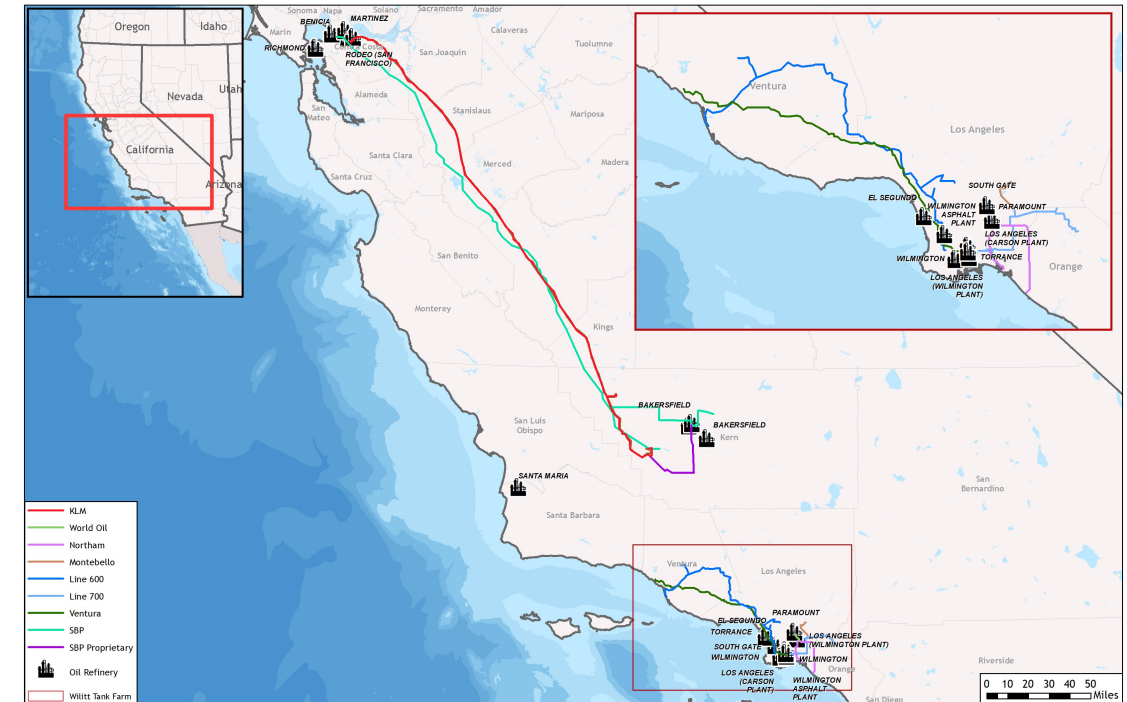 Oregon
Idaho
Nevada
Utah
California
Arizona
Sonoma
Napa
Solano
Sacramento
Amador
BENICIA
MARTINEZ
Marin
Calaveras
RICHMOND
Contra Costa
San Joaquin
Tuolumne
RODEO (SAN
FRANCISCO)
Alameda
San
Mateo
Stanislaus
Mariposa
Santa Clara
Merced
Madera
Santa Cruz
San Benito
Monterey
Kings
BAKERSFIELD
San Luis
Obispo
BAKERSFIELD
Kern
SANTA MARIA
San
Bernardino
Santa Barbara
Ventura
Los Angeles
SOUTH GATE
EL SEGUNDO
WILMINGTON
ASPHALT
PLANT
PARAMOUNT
LOS ANGELES
(CARSON PLANT)
WILMINGTON
TORRANCE
Orange
LOS ANGELES
(WILMINGTON
PLANT)
KLM
World Oil
Northam
Montebello
Line 600
Line 700
Ventura
SBP
SBP Proprietary
Oil Refinery
Wilitt Tank Farm
Ventura
Los Angeles
PARAMOUNT
EL SEGUNDO
TORRANCE
LOS ANGELES
(WILMINGTON PLANT)
SOUTH GATE
WILMINGTON
WILMINGTON
Orange
Riverside
LOS ANGELES
(CARSON
PLANT)
WILMINGTON
ASPHALT
PLANT
San Diego
0 10 20 30 40 50
Miles